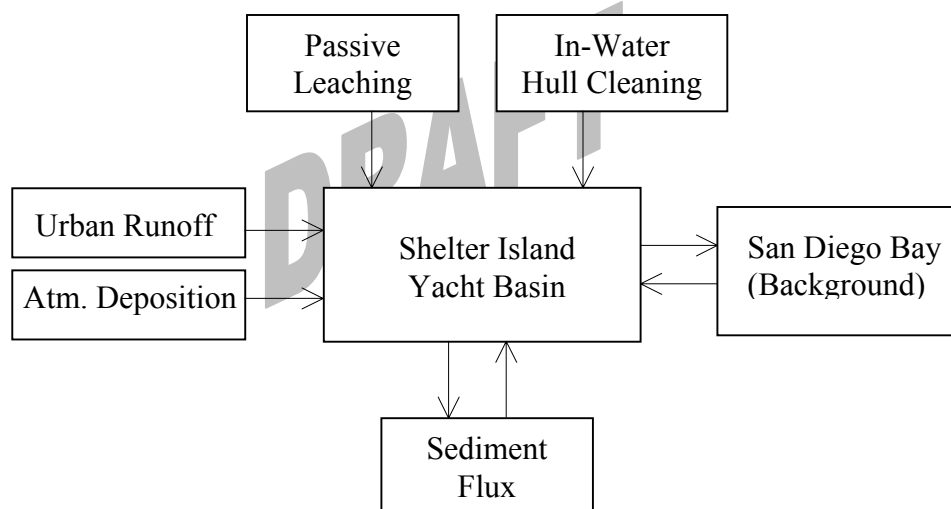 Passive
Leaching
In-Water
Hull Cleaning
DRAFT
Urban Runoff
Atm. Deposition
Shelter Island
Yacht Basin
San Diego Bay
(Background)
Sediment
Flux